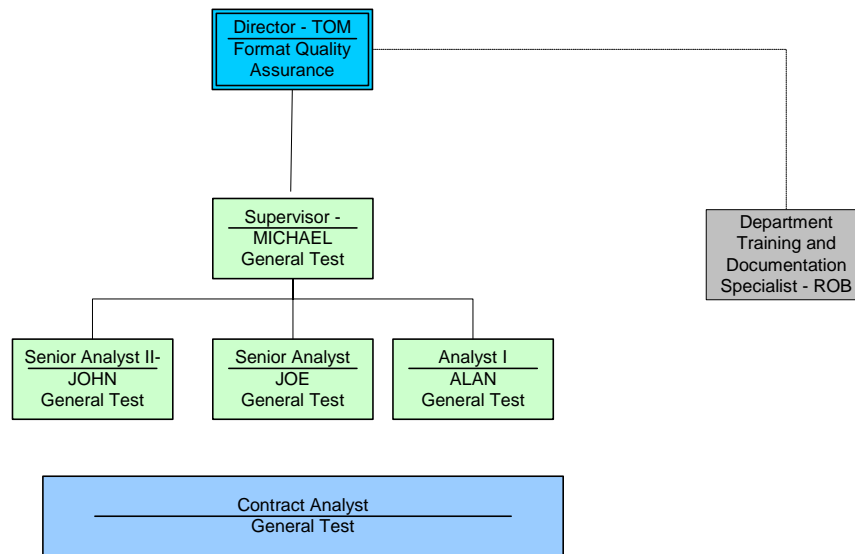 Director - TOM
Format Quality
Assurance
Supervisor -
MICHAEL
General Test
Department
Training and
Documentation
Specialist - ROB
Senior Analyst II-
JOHN
General Test
Senior Analyst
JOE
General Test
Analyst I
ALAN
General Test
Contract Analyst
General Test